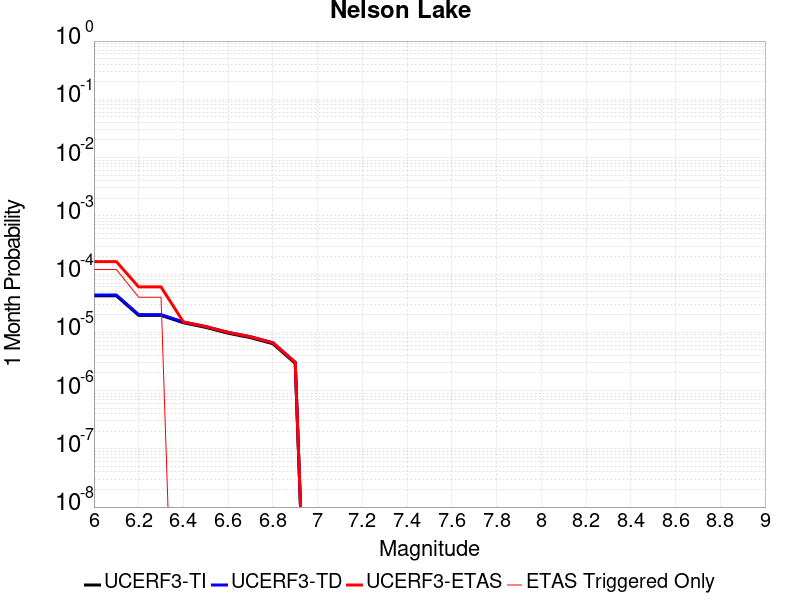 Nelson Lake
10^0
10^-1
10^-2
10^-3
10^-4
10^-5
10^-6
10^-7
10^-8
1 Month Probability
6 6.2 6.4 6.6 6.8 7 7.2 7.4 7.6 7.8 8 8.2 8.4 8.6 8.8 9
Magnitude
UCERF3-TI UCERF3-TD UCERF3-ETAS ETAS Triggered Only